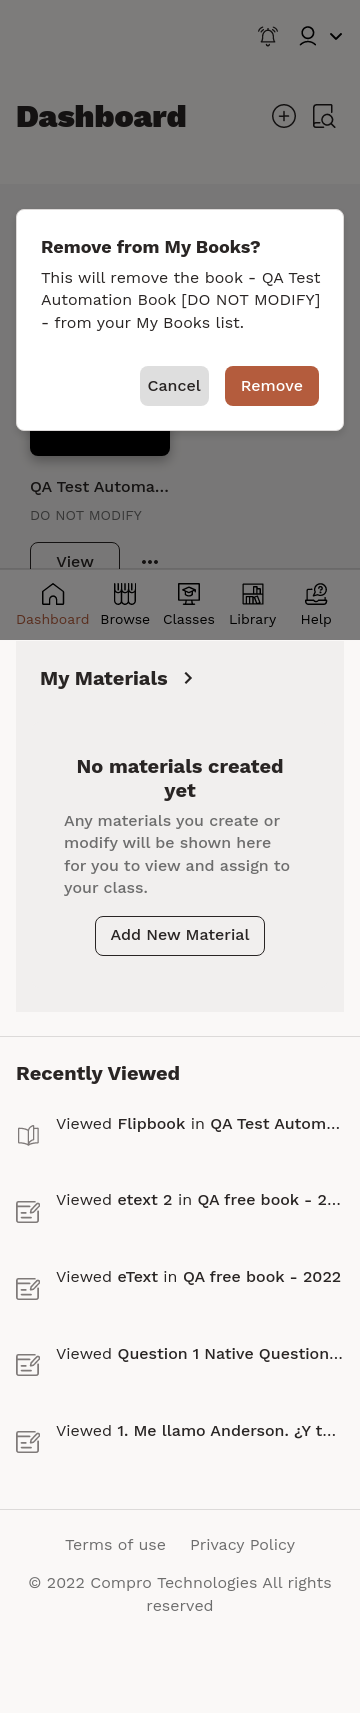 Dashboard
Remove from My Books?
This will remove the book - QA Test
Automation Book [DO NOT MODIFY]
- from your My Books list.
Cancel
Remove
QA Test Automa...
DO NOT MODIFY
View
Dashboard
Browse
Classes
Library
Help
My Materials
No materials created
yet
Any materials you create or
modify will be shown here
for you to view and assign to
your class.
Add New Material
Recently Viewed
Viewed Flipbook in QA Test Autom...
Viewed etext 2 in QA free book - 2...
Viewed eText in QA free book - 2022
Viewed Question 1 Native Question...
Viewed 1. Me llamo Anderson. ¿Y t...
Terms of use
Privacy Policy
© 2022 Compro Technologies All rights
reserved